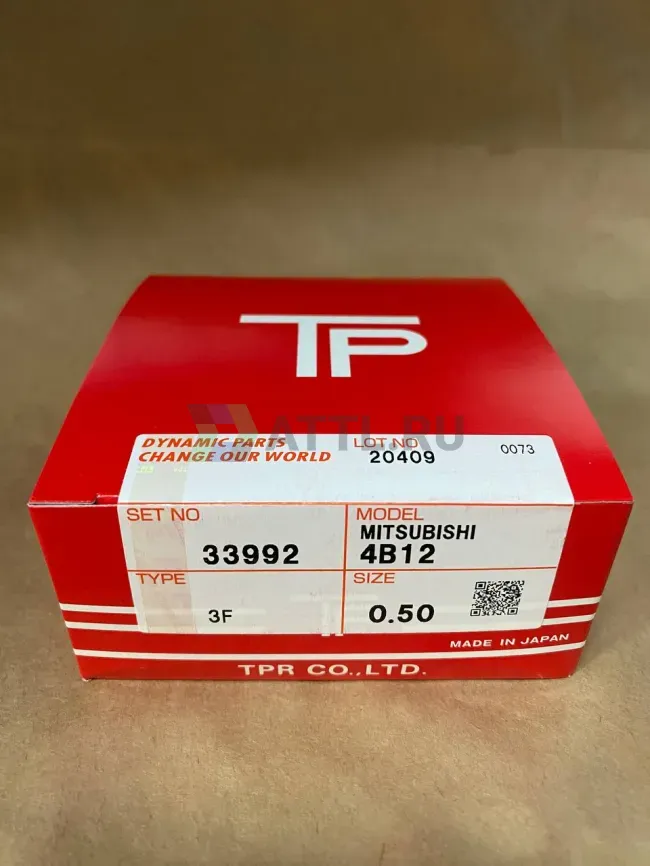 TP
ATTL.RU
DYNAMIC PARTS
CHANGE OUR WORLD
LOT NO
20409
0073
SET NO
33992
MODEL
MITSUBISHI
4B12
TYPE
3F
SIZE
0.50
MADE IN JAPAN
TPR CO.,LTD.